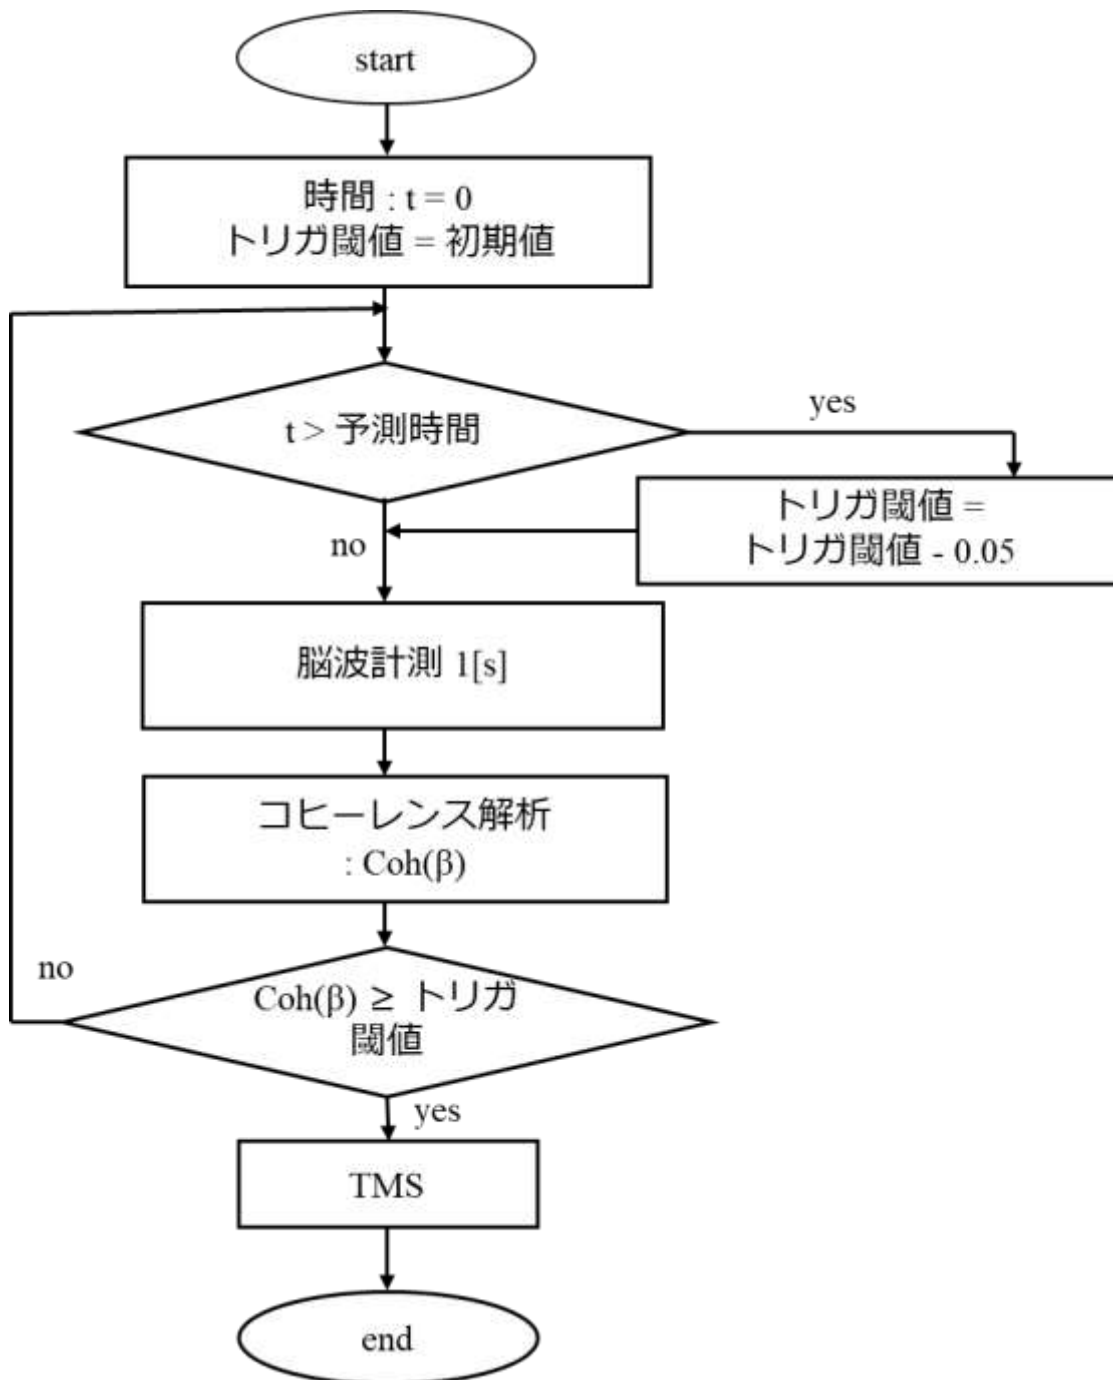 start
時間 : t = 0
トリガ閾値 = 初期値
t > 予測時間
yes
トリガ閾値 =
トリガ閾値 - 0.05
no
脳波計測 1[s]
コヒーレンス解析
: Coh(β)
no
Coh(β) ≥ トリガ
閾値
yes
TMS
end